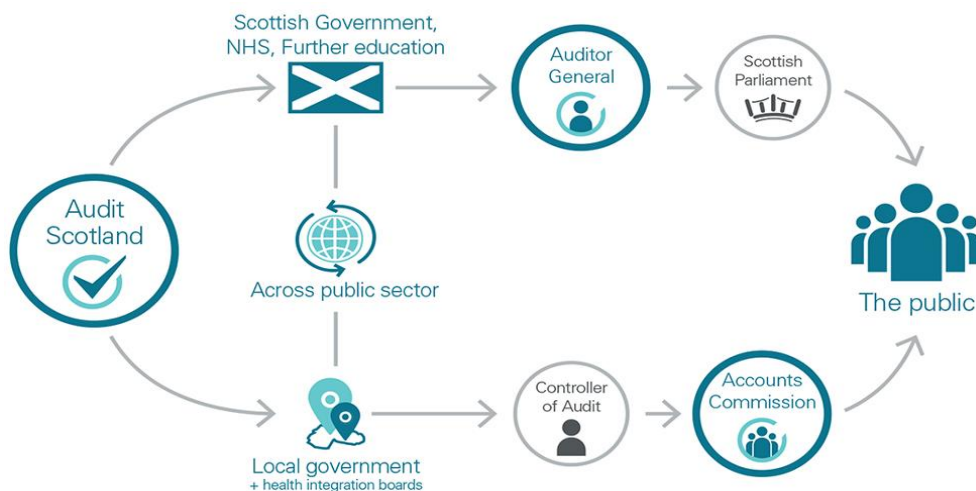 Scottish Government,
NHS, Further education
Auditor
General
Scottish
Parliament
Audit
Scotland
Across public sector
The public
Local government
+ health integration boards
Controller
of Audit
Accounts
Commission